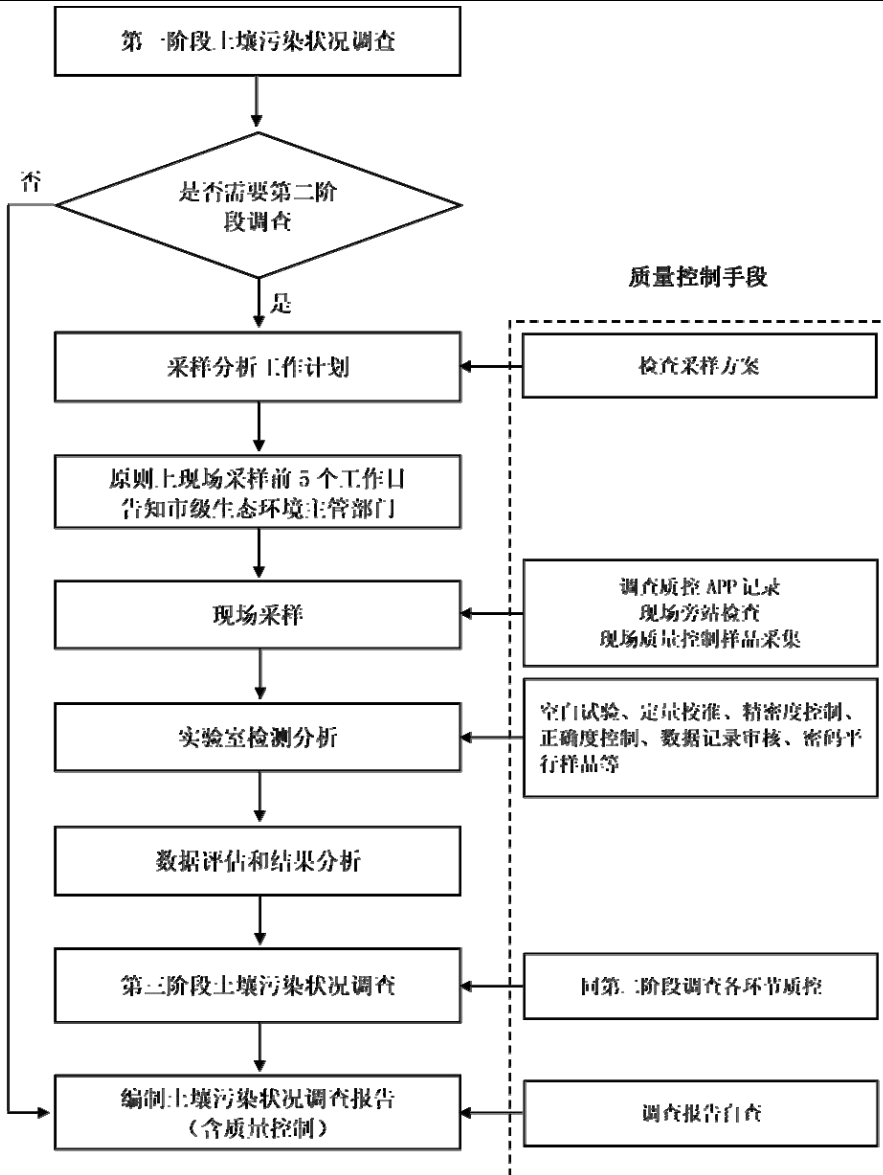 第一阶段土壤污染状况调查
是否需要第二阶
段调查
否
是
质量控制手段
采样分析工作计划
检查采样方案
原则上现场采样前 5 个工作日
告知市级生态环境主管部门
现场采样
调查质控 APP 记录
现场旁站检查
现场质量控制样品采集
实验室检测分析
空白试验、定量校准、精密度控制、
正确度控制、数据记录审核、密码平
行样品等
数据评估和结果分析
第三阶段土壤污染状况调查
同第二阶段调查各环节质控
编制土壤污染状况调查报告
（含质量控制）
调查报告自查